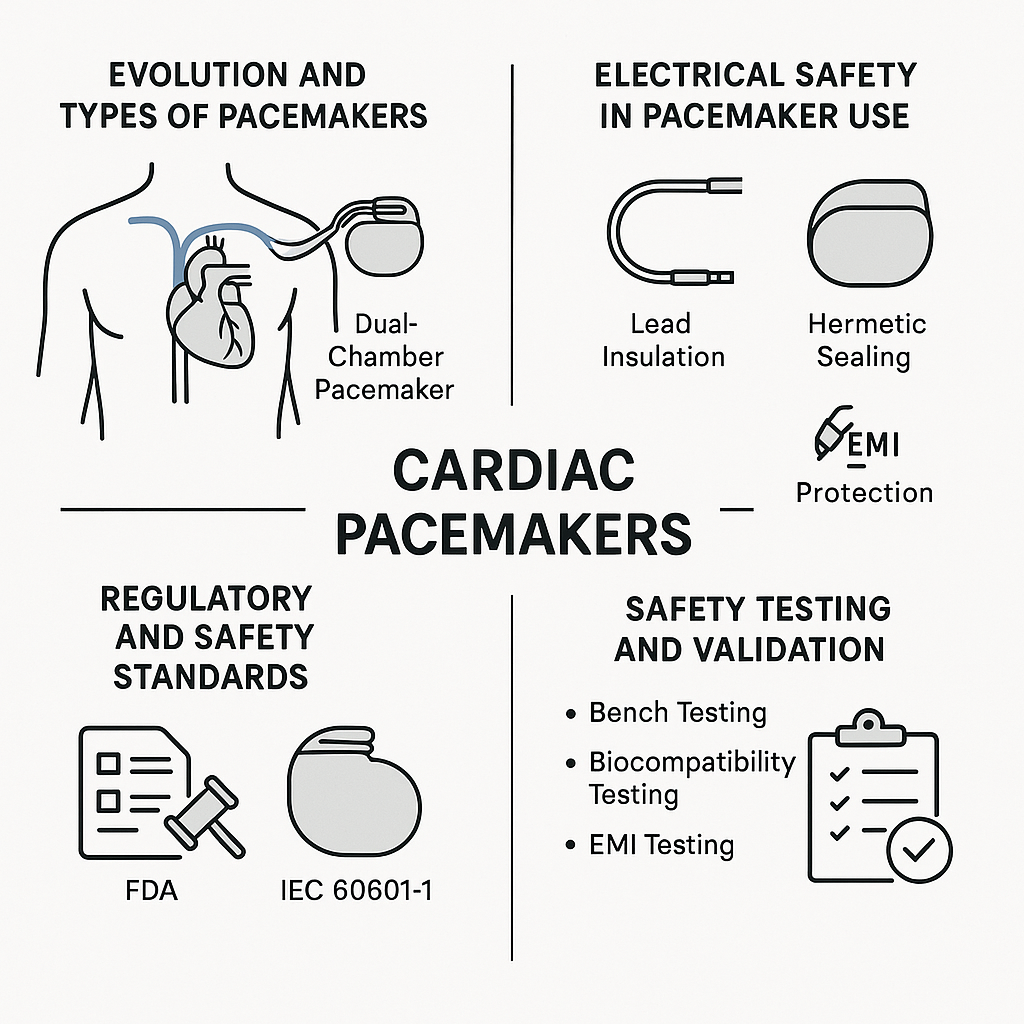 EVOLUTION AND
TYPES OF PACEMAKERS
Dual-
Chamber
Pacemaker
ELECTRICAL SAFETY
IN PACEMAKER USE
Lead
Insulation
Hermetic
Sealing
EMI
Protection
CARDIAC
PACEMAKERS
REGULATORY
AND SAFETY
STANDARDS
FDA
IEC 60601-1
SAFETY TESTING
AND VALIDATION
• Bench Testing
• Biocompatibility
Testing
• EMI Testing